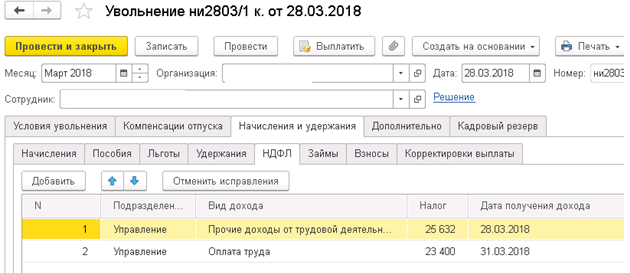 Увольнение ни2803/1 к. от 28.03.2018
Провести и закрыть Записать Провести Выплатить Создать на основании Печать
Месяц: Март 2018 Организация: Дата: 28.03.2018 Номер: ни2803
Сотрудник: Решение
Условия увольнения Компенсации отпуска Начисления и удержания Дополнительно Кадровый резерв
Начисления Пособия Льготы Удержания НДФЛ Займы Взносы Корректировки выплаты
Добавить Отменить исправления
N Подразделен... Вид дохода Налог Дата получения дохода
1 Управление Прочие доходы от трудовой деятельн... 25 632 28.03.2018
2 Управление Оплата труда 23 400 31.03.2018